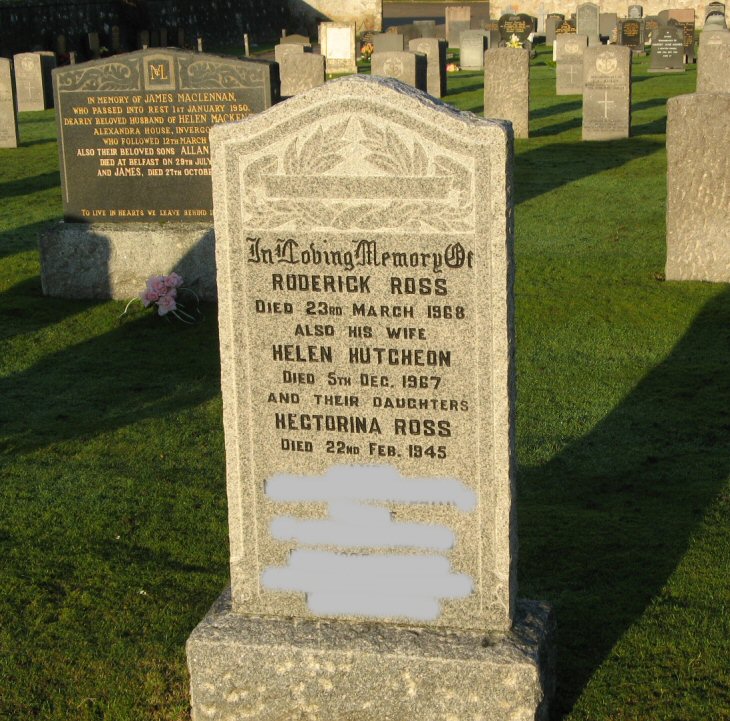 ML
IN MEMORY OF JAMES MACLENNAN,
WHO PASSED INTO REST 1ST JANUARY 1950.
DEARLY BELOVED HUSBAND OF HELEN
ALEXANDRA HOUSE,
WHO FOLLOWED 12TH MARCH
ALSO THEIR BELOVED SONS ALLAN
DIED AT BELFAST ON 29TH
AND JAMES, DIED 27TH
TO LIVE IN HEARTS WE LEAVE BEHIND
In Loving Memory Of
RODERICK ROSS
DIED 23RD MARCH 1968
ALSO HIS WIFE
HELEN HUTCHEON
DIED 5TH DEC. 1967
AND THEIR DAUGHTERS
HECTORINA ROSS
DIED 22ND FEB. 1945